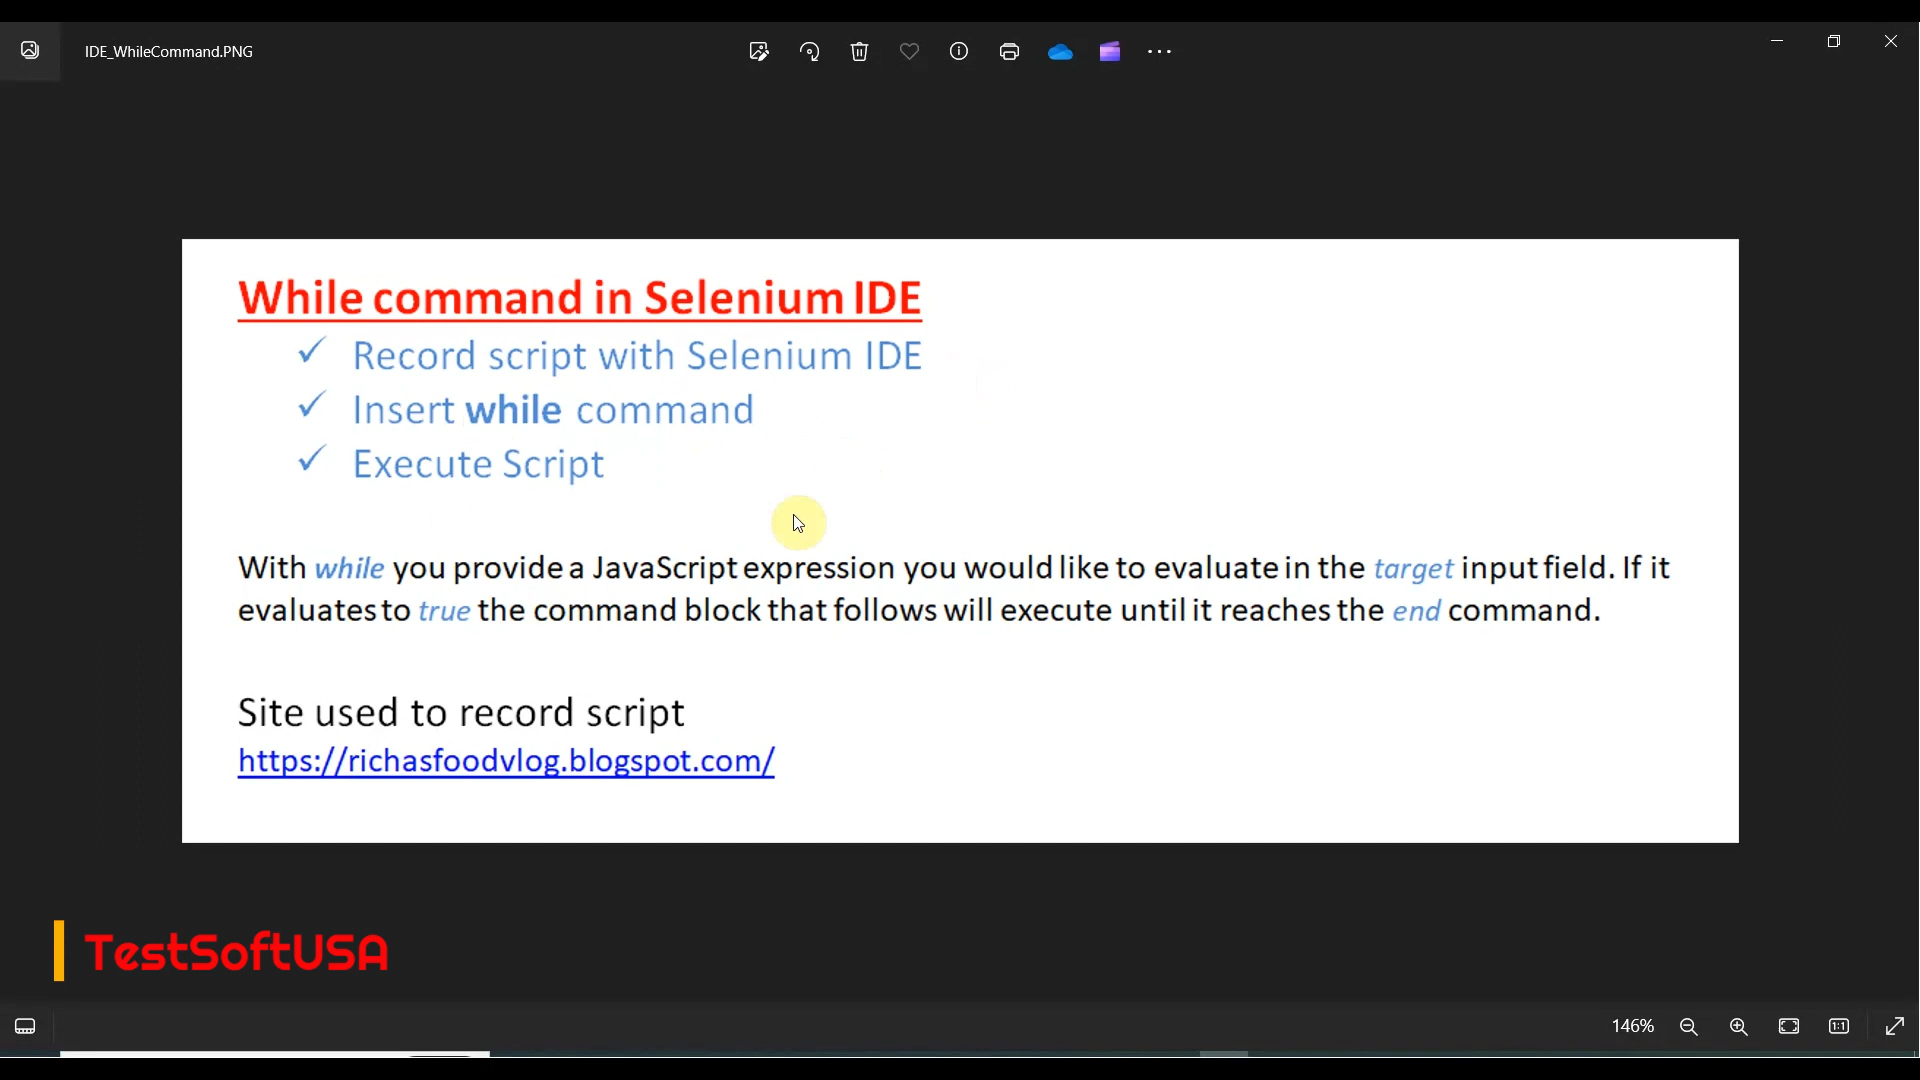 IDE_WhileCommand.PNG
While command in Selenium IDE
✓ Record script with Selenium IDE
✓ Insert while command
✓ Execute Script
With while you provide a JavaScript expression you would like to evaluate in the target input field. If it
evaluates to true the command block that follows will execute until it reaches the end command.
Site used to record script
https://richasfoodvlog.blogspot.com/
TestSoftUSA
146%
1:1